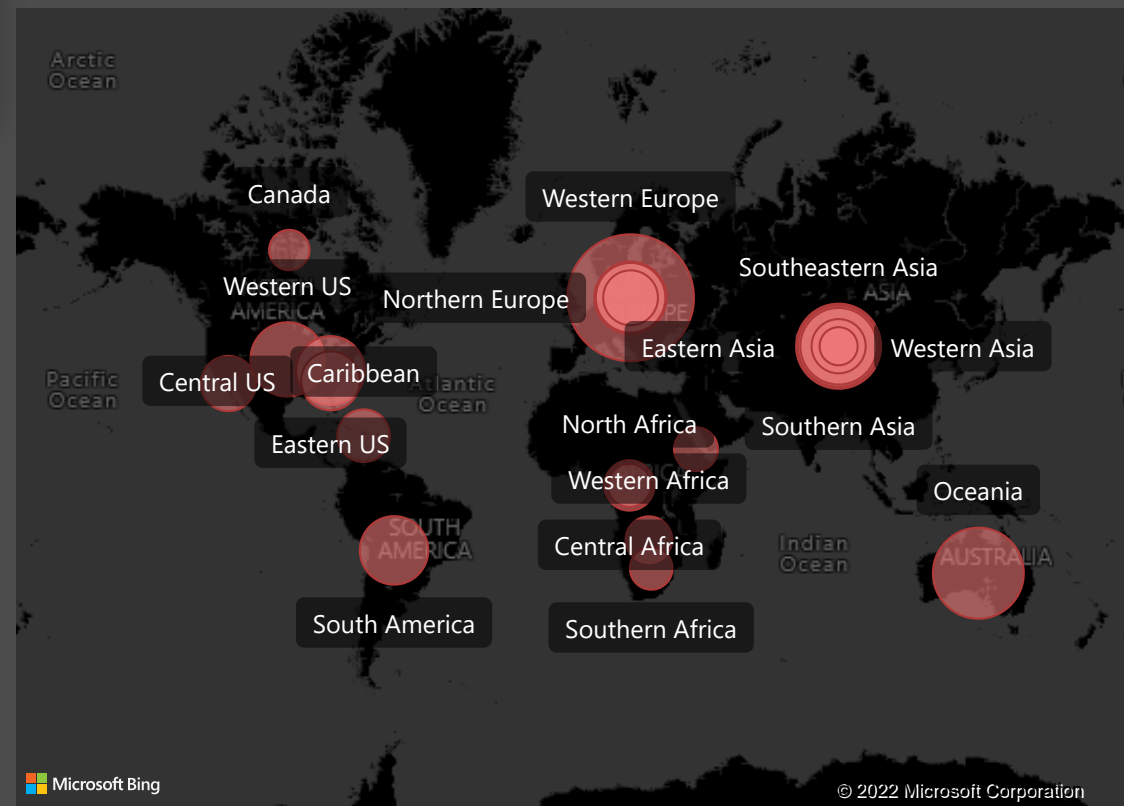 Arctic
Ocean
Canada
Western Europe
Southeastern Asia
ASIA
Western US
Northern Europe
AMERICA
Eastern Asia
Western Asia
Pacific
Ocean
Central US
Caribbean
Atlantic
Ocean
North Africa
Southern Asia
Eastern US
Western Africa
Oceania
SOUTH
AMERICA
Central Africa
Indian
Ocean
AUSTRALIA
South America
Southern Africa
Microsoft Bing
© 2022 Microsoft Corporation